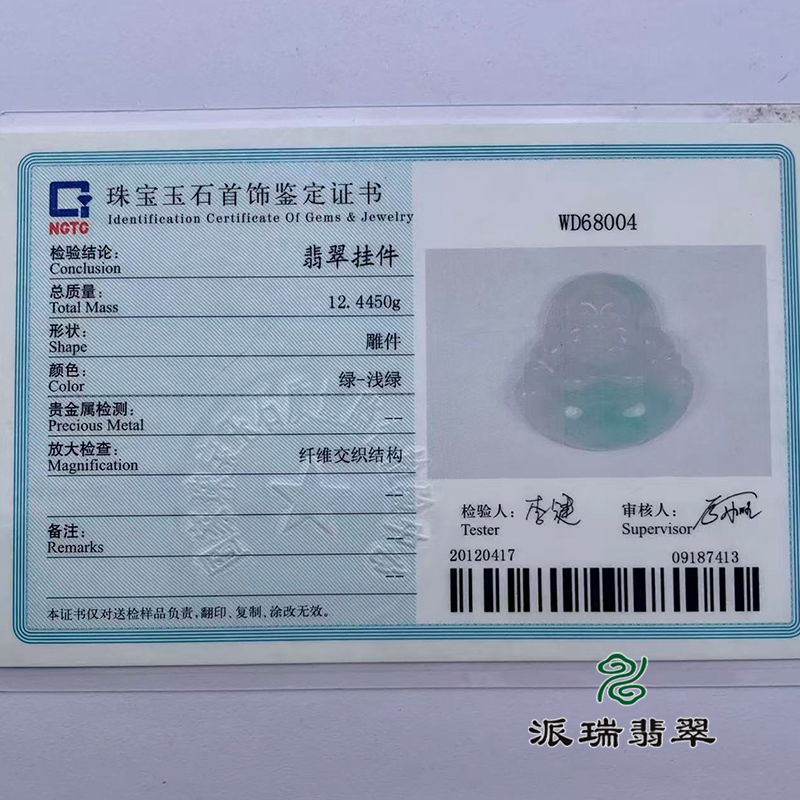 珠宝玉石首饰鉴定证书
Identification Certificate Of Gems & Jewelry
NGTC
检验结论: 翡翠挂件
Conclusion
总质量: 12.4450g
Total Mass
形状: 雕件
Shape
颜色: 绿-浅绿
Color
贵金属检测: --
Precious Metal
放大检查: 纤维交织结构
Magnification
--
备注: --
Remarks
--
本证书仅对送检样品负责,翻印、复制、涂改无效。
WD68004
检验人: 李健
Tester
审核人:
Supervisor
20120417 09187413
派瑞翡翠